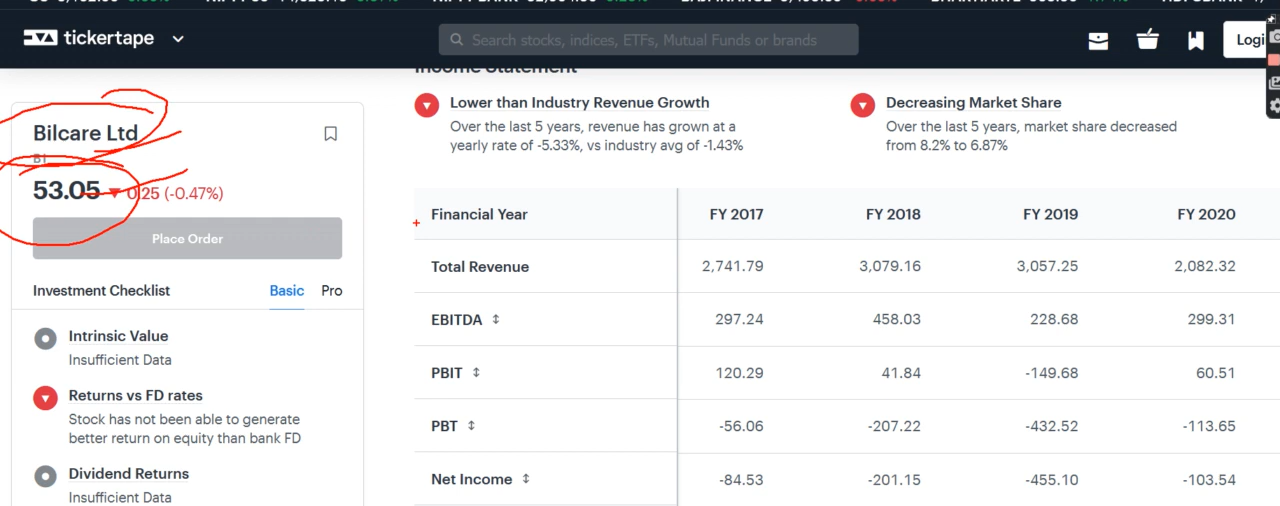 tickertape
Search stocks, indices, ETFs, Mutual Funds or brands
Income Statement
Bilcare Ltd
53.05 0.25 (-0.47%)
Place Order
Investment Checklist Basic Pro
Intrinsic Value
Insufficient Data
Returns vs FD rates
Stock has not been able to generate
better return on equity than bank FD
Dividend Returns
Insufficient Data
Lower than Industry Revenue Growth
Over the last 5 years, revenue has grown at a
yearly rate of -5.33%, vs industry avg of -1.43%
Decreasing Market Share
Over the last 5 years, market share decreased
from 8.2% to 6.87%
Financial Year FY 2017 FY 2018 FY 2019 FY 2020
Total Revenue 2,741.79 3,079.16 3,057.25 2,082.32
EBITDA 297.24 458.03 228.68 299.31
PBIT 120.29 41.84 -149.68 60.51
PBT -56.06 -207.22 -432.52 -113.65
Net Income -84.53 -201.15 -455.10 -103.54